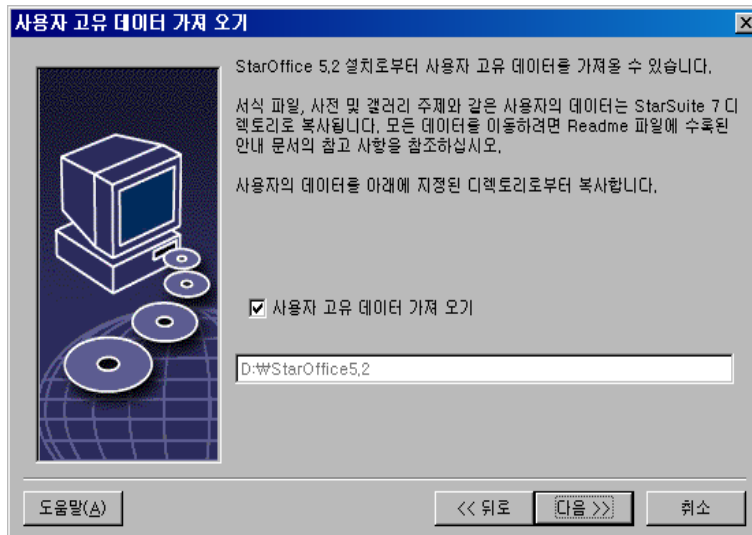 사용자 고유 데이터 가져 오기
StarOffice 5,2 설치로부터 사용자 고유 데이터를 가져올 수 있습니다.
서식 파일, 사전 및 갤러리 주제와 같은 사용자의 데이터는 StarSuite 7 디
렉토리로 복사됩니다. 모든 데이터를 이동하려면 Readme 파일에 수록된
안내 문서의 참고 사항을 참조하십시오.
사용자의 데이터를 아래에 지정된 디렉토리로부터 복사합니다.
사용자 고유 데이터 가져 오기
D:₩StarOffice5,2
도움말(A)
<< 뒤로
다음 >>
취소